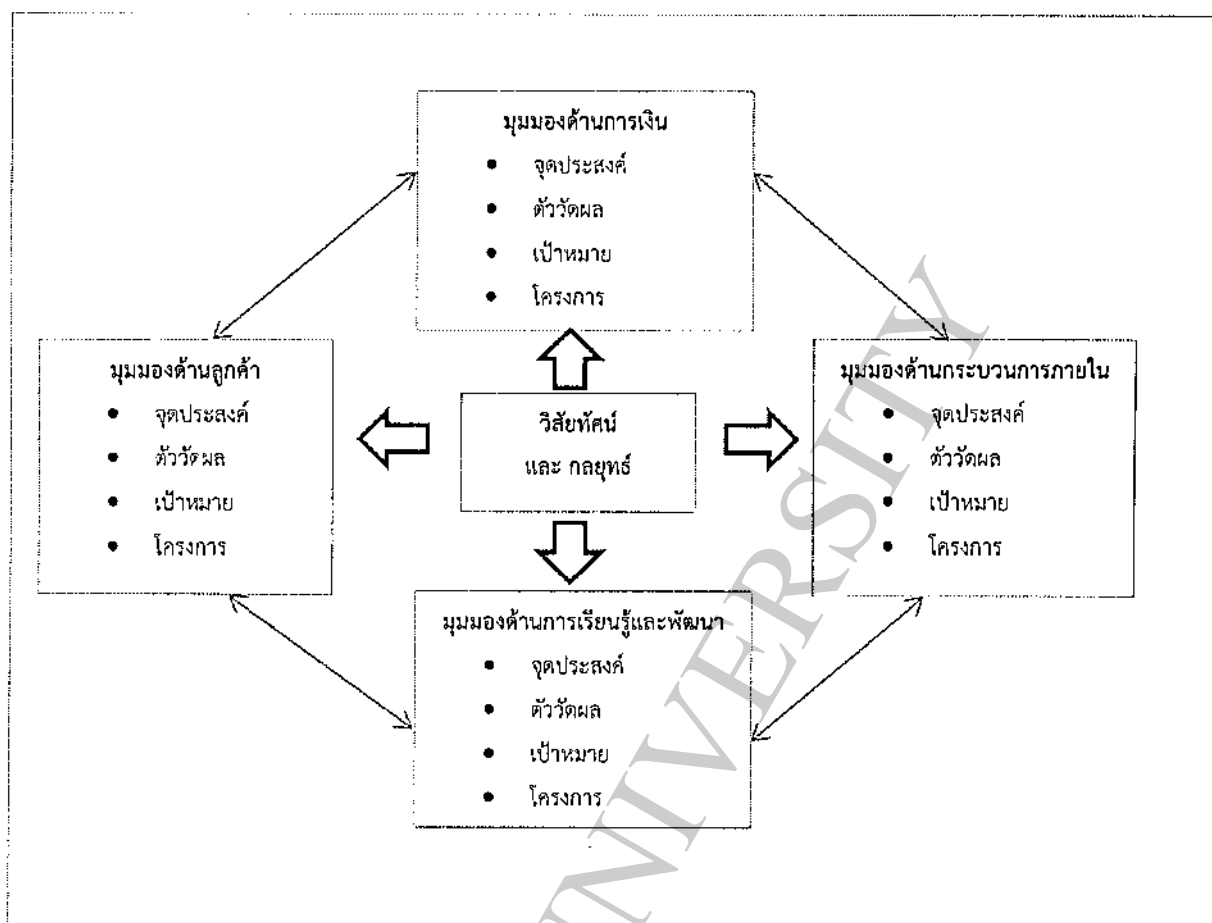 มุมมองด้านการเงิน
• จุดประสงค์
• ตัววัดผล
• เป้าหมาย
• โครงการ
มุมมองด้านลูกค้า
• จุดประสงค์
• ตัววัดผล
• เป้าหมาย
• โครงการ
วิสัยทัศน์
และ กลยุทธ์
มุมมองด้านกระบวนการภายใน
• จุดประสงค์
• ตัววัดผล
• เป้าหมาย
• โครงการ
มุมมองด้านการเรียนรู้และพัฒนา
• จุดประสงค์
• ตัววัดผล
• เป้าหมาย
• โครงการ
UNIVERSITY